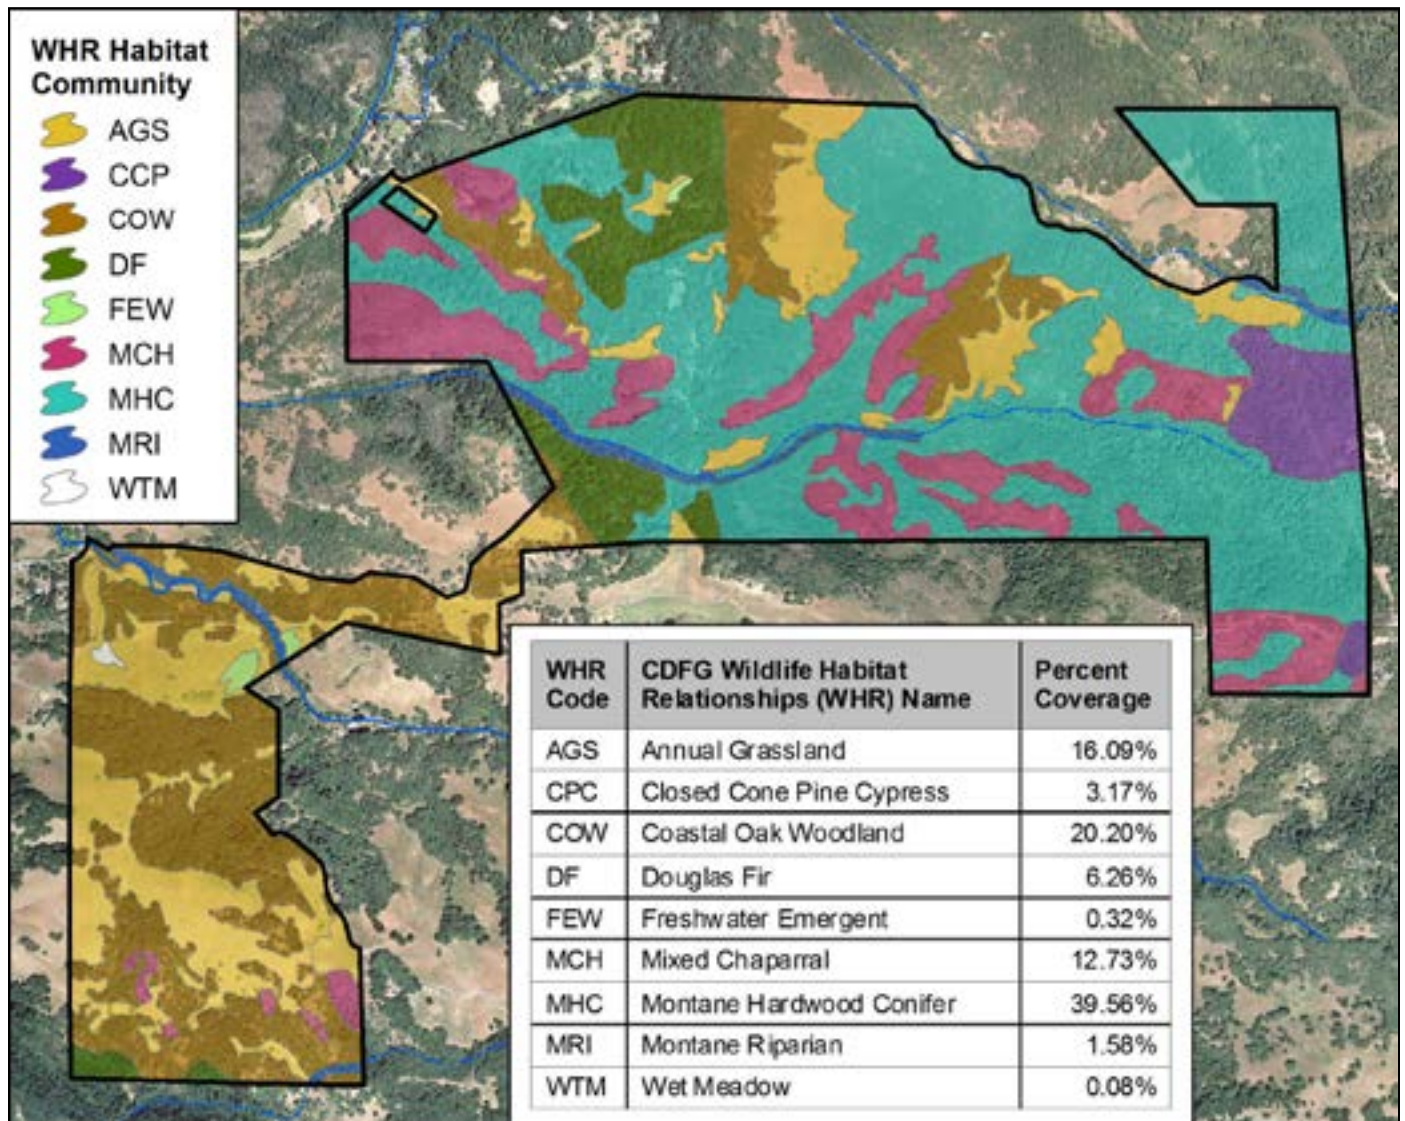 WHR Habitat
Community
AGS
CCP
COW
DF
FEW
MCH
MHC
MRI
WTM
WHR
Code
CDFG Wildlife Habitat
Relationships (WHR) Name
Percent
Coverage
AGS Annual Grassland 16.09%
CPC Closed Cone Pine Cypress 3.17%
COW Coastal Oak Woodland 20.20%
DF Douglas Fir 6.26%
FEW Freshwater Emergent 0.32%
MCH Mixed Chaparral 12.73%
MHC Montane Hardwood Conifer 39.56%
MRI Montane Riparian 1.58%
WTM Wet Meadow 0.08%